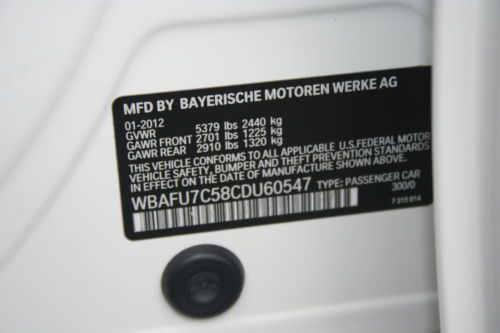 MFD BY BAYERISCHE MOTOREN WERKE AG
01-2012
GVWR 5379 lbs 2440 kg
GAWR FRONT 2701 lbs 1225 kg
GAWR REAR 2910 lbs 1320 kg
THIS VEHICLE CONFORMS TO ALL APPLICABLE U.S.FEDERAL MOTOR
VEHICLE SAFETY, BUMPER, AND THEFT PREVENTION STANDARDS
IN EFFECT ON THE DATE OF MANUFACTURE SHOWN ABOVE.
WBAFU7C58CDU60547 TYPE: PASSENGER CAR
300/0
7 315 814